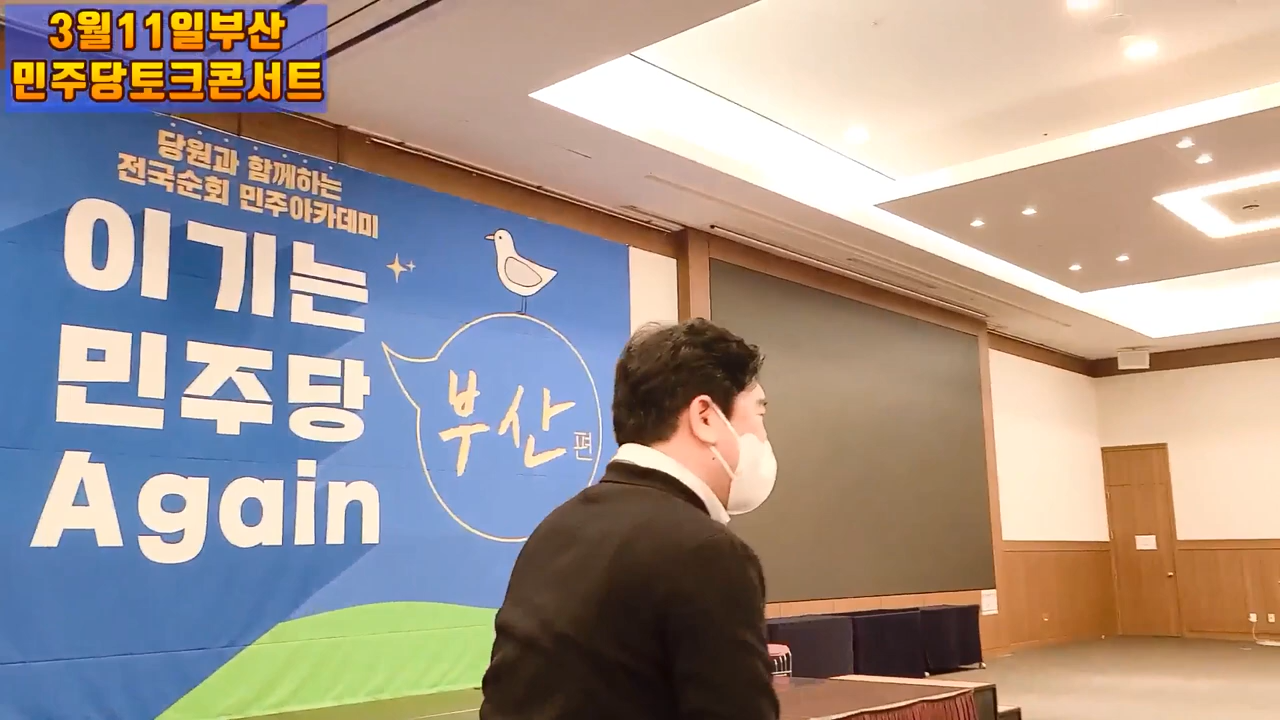 3월11일부산
민주당토크콘서트
당원과 함께하는
전국순회 민주아카데미
이기는
민주당
Again
부산편